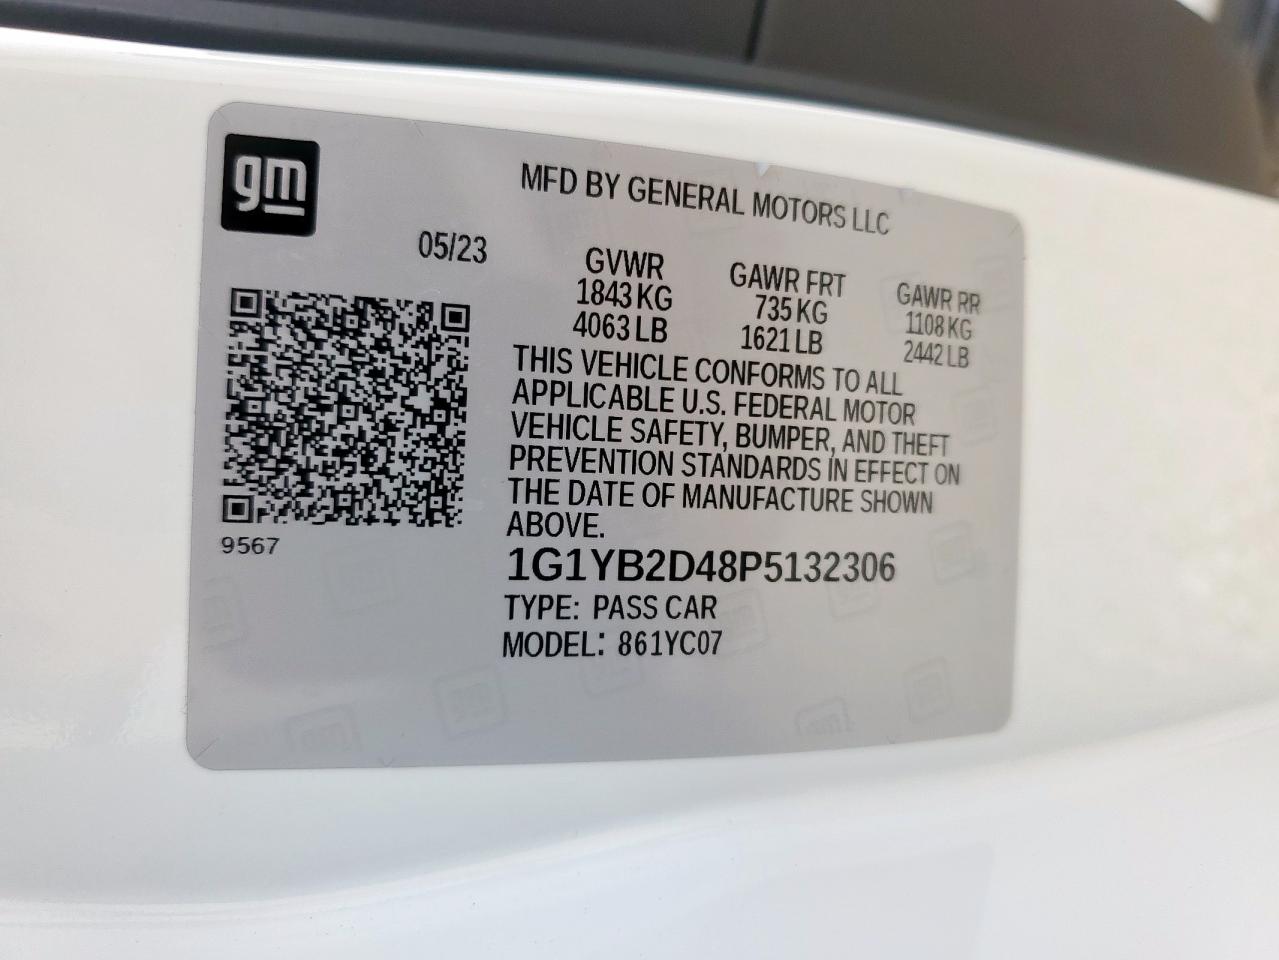 gm
MFD BY GENERAL MOTORS LLC
05/23
GVWR
1843 KG
4063 LB
GAWR FRT
735 KG
1621 LB
GAWR RR
1108 KG
2442 LB
THIS VEHICLE CONFORMS TO ALL
APPLICABLE U.S. FEDERAL MOTOR
VEHICLE SAFETY, BUMPER, AND THEFT
PREVENTION STANDARDS IN EFFECT ON
THE DATE OF MANUFACTURE SHOWN
ABOVE.
9567
1G1YB2D48P5132306
TYPE: PASS CAR
MODEL: 861YC07